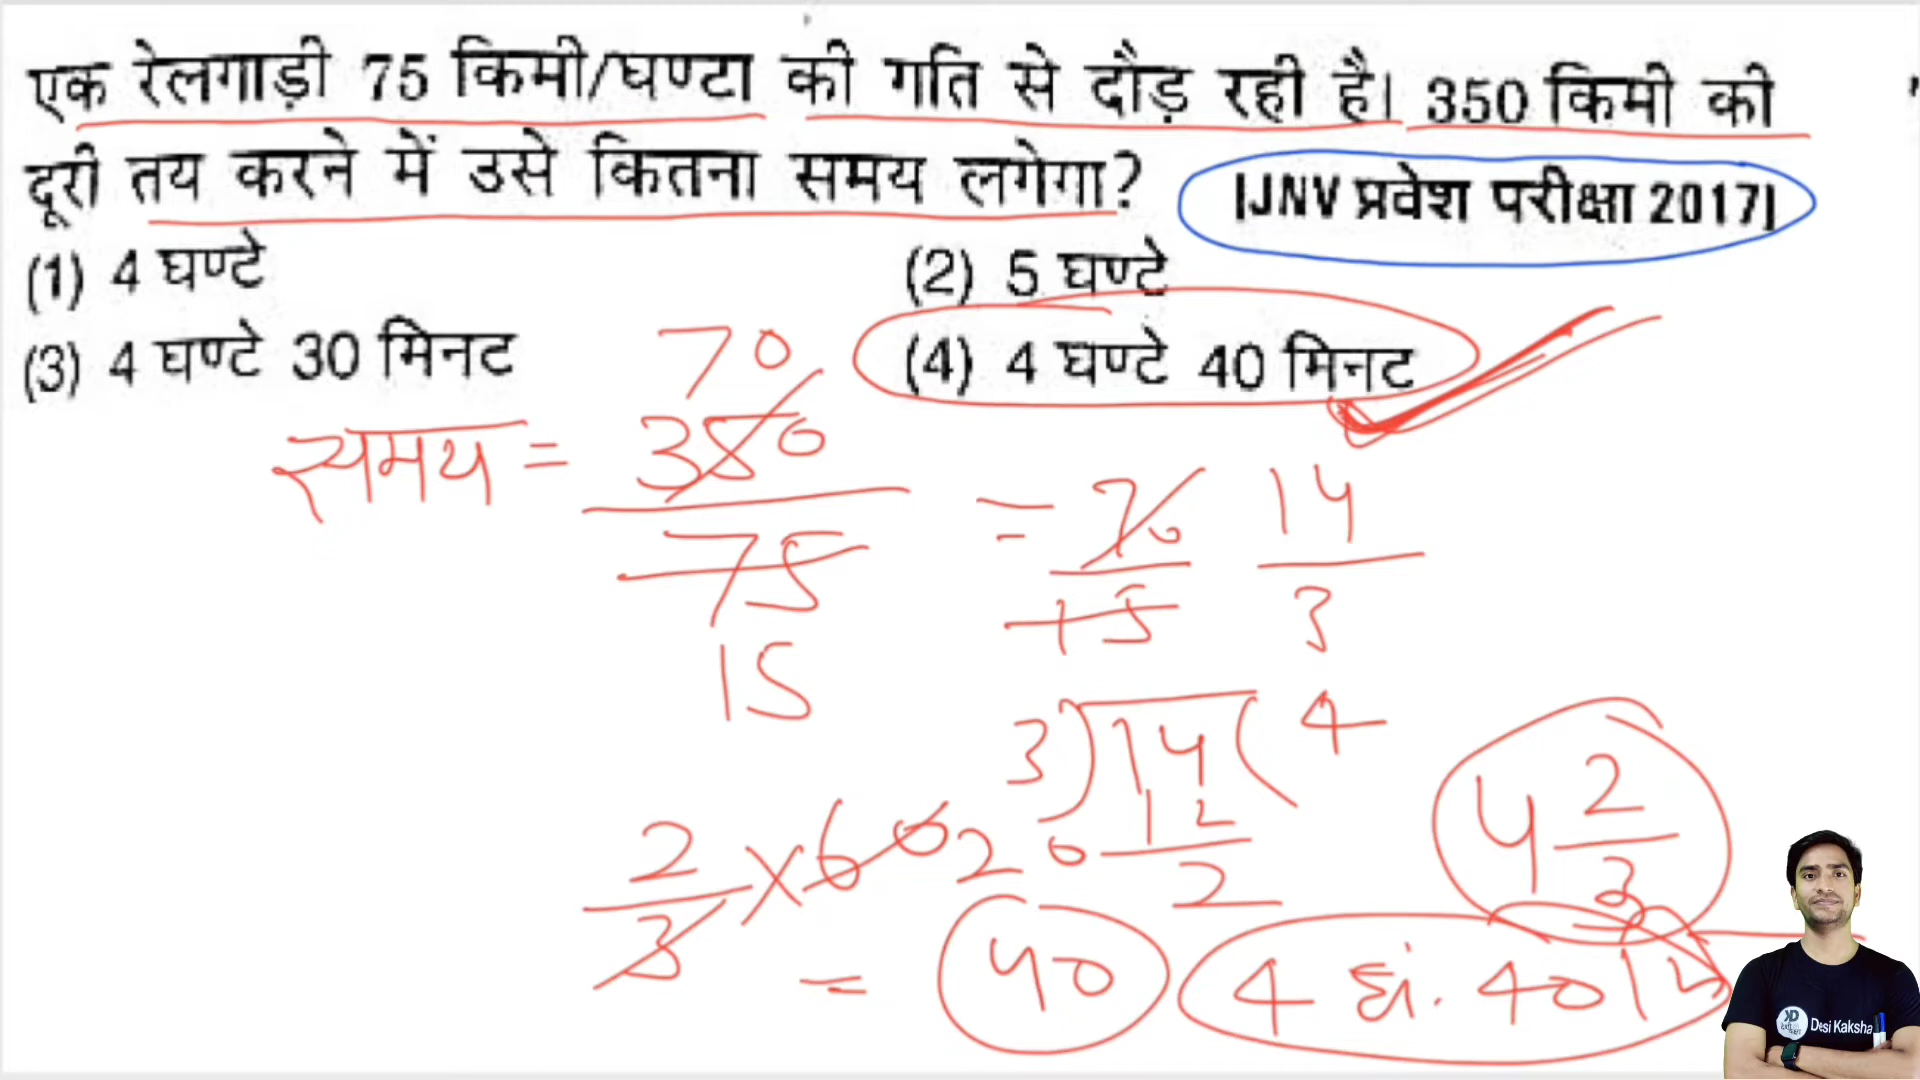 एक रेलगाड़ी 75 किमी/घण्टा की गति से दौड़ रही है। 350 किमी की
दूरी तय करने में उसे कितना समय लगेगा?
|JNV प्रवेश परीक्षा 2017|
(1) 4 घण्टे
(2) 5 घण्टे
(3) 4 घण्टे 30 मिनट
(4) 4 घण्टे 40 मिनट
70
समय = 350
75
15
= 70
15
14
3
3) 14 ( 4
12
2
4 2
3
2
3
× 60 20
= 40
4 घं. 40 मि
KD
Desi Kaksha